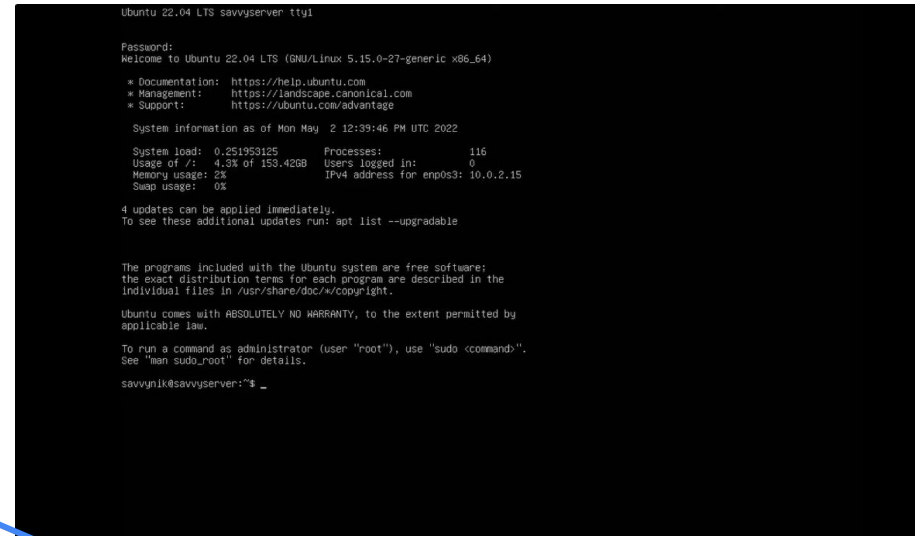 Ubuntu 22.04 LTS savvyserver tty1
Password:
Welcome to Ubuntu 22.04 LTS (GNU/Linux 5.15.0-27-generic x86_64)
* Documentation: https://help.ubuntu.com
* Management: https://landscape.canonical.com
* Support: https://ubuntu.com/advantage
System information as of Mon May 2 12:39:46 PM UTC 2022
System load: 0.251953125 Processes: 116
Usage of /: 4.3% of 153.42GB Users logged in: 0
Memory usage: 2% IPv4 address for enp0s3: 10.0.2.15
Swap usage: 0%
4 updates can be applied immediately.
To see these additional updates run: apt list --upgradable
The programs included with the Ubuntu system are free software;
the exact distribution terms for each program are described in the
individual files in /usr/share/doc/*/copyright.
Ubuntu comes with ABSOLUTELY NO WARRANTY, to the extent permitted by
applicable law.
To run a command as administrator (user "root"), use "sudo <command>".
See "man sudo_root" for details.
savvynik@savvyserver:~$ _